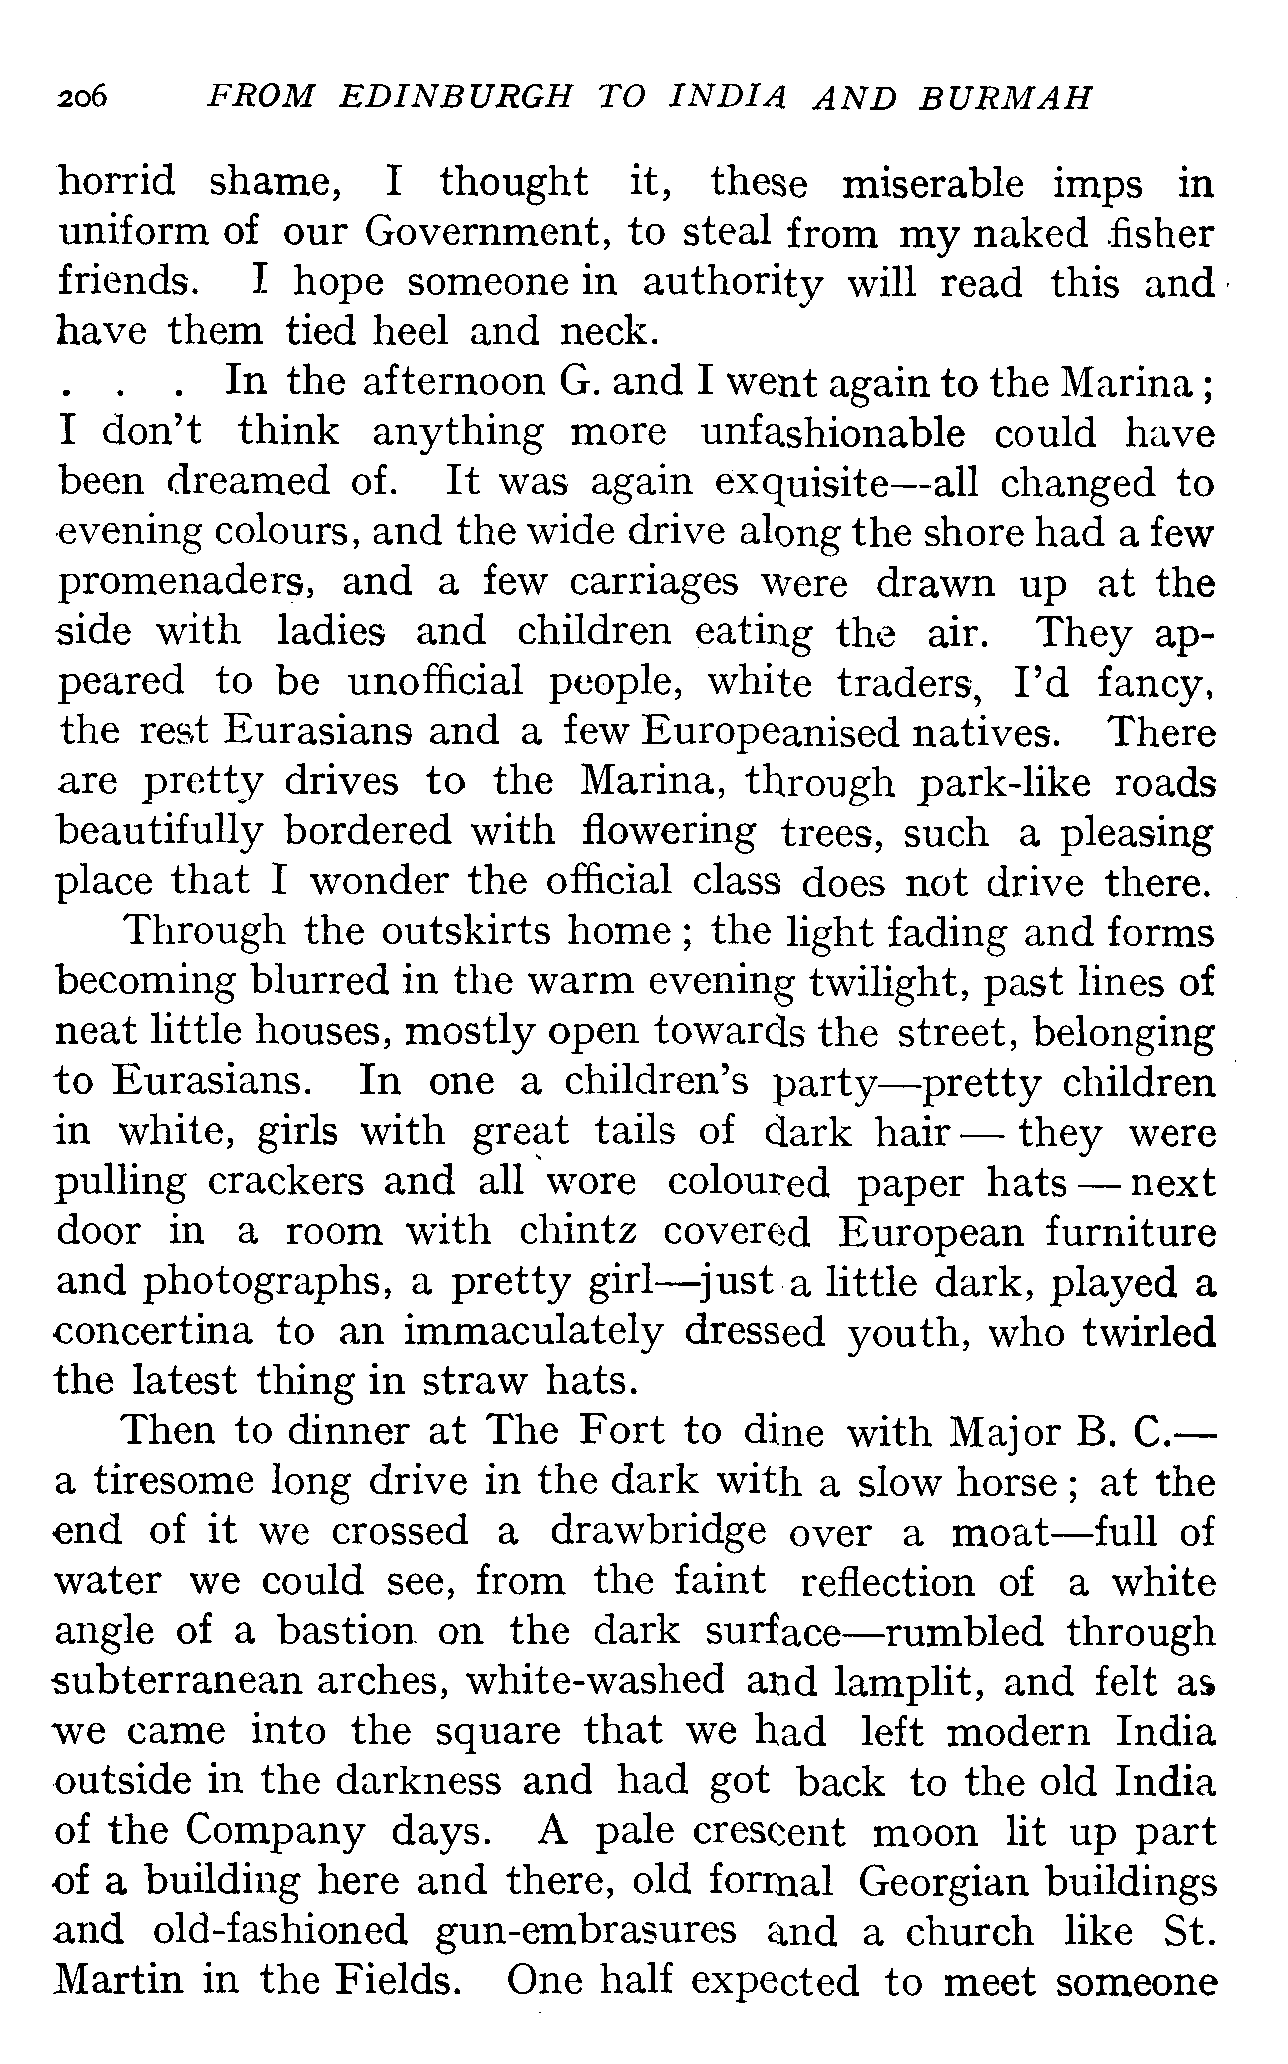 206 FROM EDINBURGH TO INDIA AND BURMAH
horrid shame, I thought it, these miserable imps in
uniform of our Government, to steal from my naked fisher
friends. I hope someone in authority will read this and
have them tied heel and neck.
. . . In the afternoon G. and I went again to the Marina ;
I don't think anything more unfashionable could have
been dreamed of. It was again exquisite—all changed to
evening colours, and the wide drive along the shore had a few
promenaders, and a few carriages were drawn up at the
side with ladies and children eating the air. They ap-
peared to be unofficial people, white traders, I'd fancy,
the rest Eurasians and a few Europeanised natives. There
are pretty drives to the Marina, through park-like roads
beautifully bordered with flowering trees, such a pleasing
place that I wonder the official class does not drive there.
Through the outskirts home ; the light fading and forms
becoming blurred in the warm evening twilight, past lines of
neat little houses, mostly open towards the street, belonging
to Eurasians. In one a children's party—pretty children
in white, girls with great tails of dark hair — they were
pulling crackers and all wore coloured paper hats — next
door in a room with chintz covered European furniture
and photographs, a pretty girl—just a little dark, played a
concertina to an immaculately dressed youth, who twirled
the latest thing in straw hats.
Then to dinner at The Fort to dine with Major B. C.—
a tiresome long drive in the dark with a slow horse ; at the
end of it we crossed a drawbridge over a moat—full of
water we could see, from the faint reflection of a white
angle of a bastion on the dark surface—rumbled through
subterranean arches, white-washed and lamplit, and felt as
we came into the square that we had left modern India
outside in the darkness and had got back to the old India
of the Company days. A pale crescent moon lit up part
of a building here and there, old formal Georgian buildings
and old-fashioned gun-embrasures and a church like St.
Martin in the Fields. One half expected to meet someone